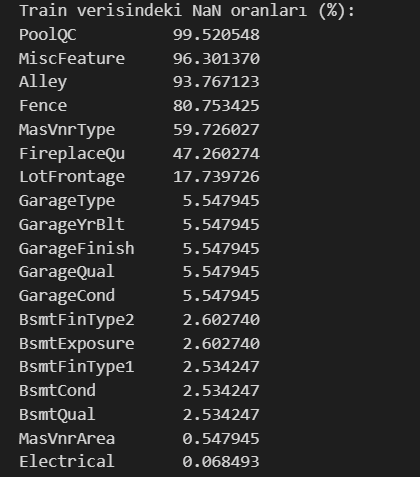 Train verisindeki NaN oranları (%):
PoolQC 99.520548
MiscFeature 96.301370
Alley 93.767123
Fence 80.753425
MasVnrType 59.726027
FireplaceQu 47.260274
LotFrontage 17.739726
GarageType 5.547945
GarageYrBlt 5.547945
GarageFinish 5.547945
GarageQual 5.547945
GarageCond 5.547945
BsmtFinType2 2.602740
BsmtExposure 2.602740
BsmtFinType1 2.534247
BsmtCond 2.534247
BsmtQual 2.534247
MasVnrArea 0.547945
Electrical 0.068493